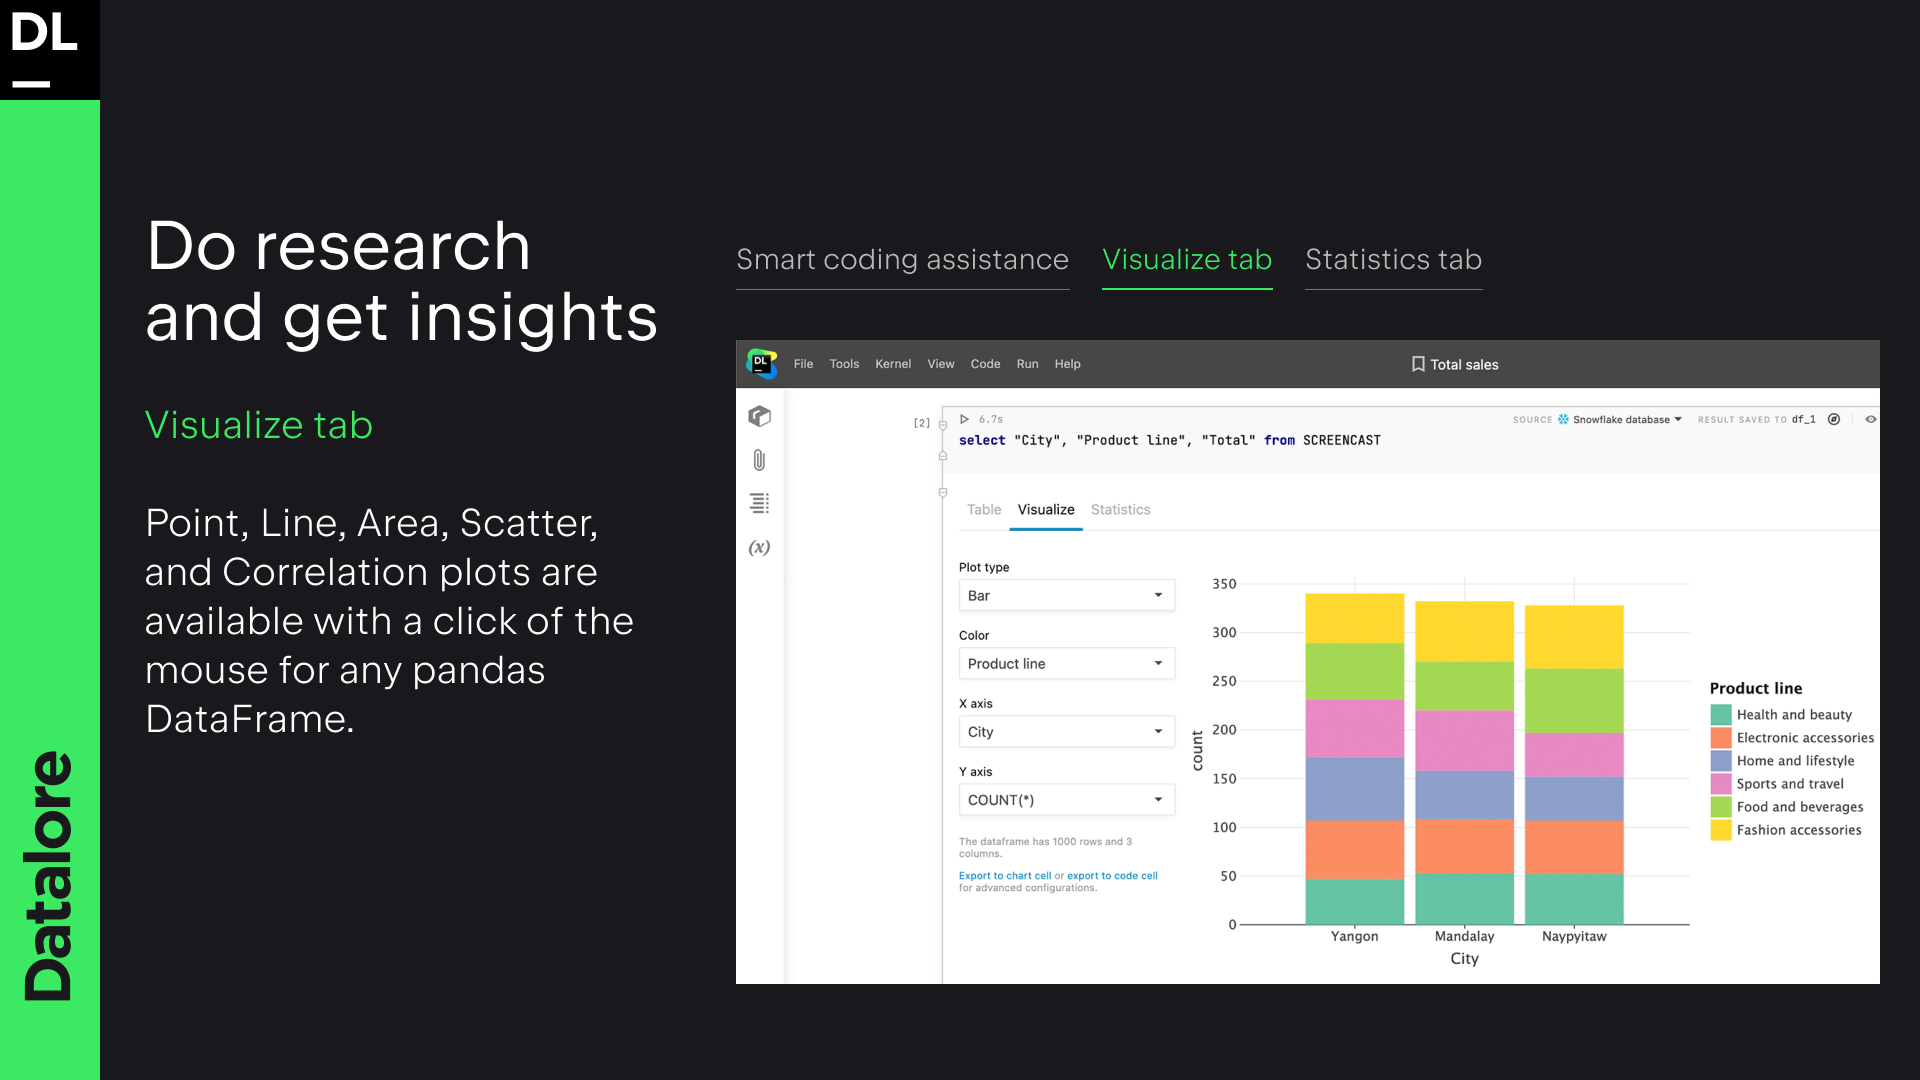 DL
Datalore
Do research
and get insights
Visualize tab
Point, Line, Area, Scatter,
and Correlation plots are
available with a click of the
mouse for any pandas
DataFrame.
Smart coding assistance
Visualize tab
Statistics tab
DL
File Tools Kernel View Code Run Help
Total sales
(x)
[2]
6.7s
SOURCE Snowflake database
RESULT SAVED TO df_1
select "City", "Product line", "Total" from SCREENCAST
Table Visualize Statistics
Plot type
Bar
Color
Product line
X axis
City
Y axis
COUNT(*)
The dataframe has 1000 rows and 3
columns.
Export to chart cell or export to code cell
for advanced configurations.
count
350
300
250
200
150
100
50
0
Yangon Mandalay Naypyitaw
City
Product line
Health and beauty
Electronic accessories
Home and lifestyle
Sports and travel
Food and beverages
Fashion accessories